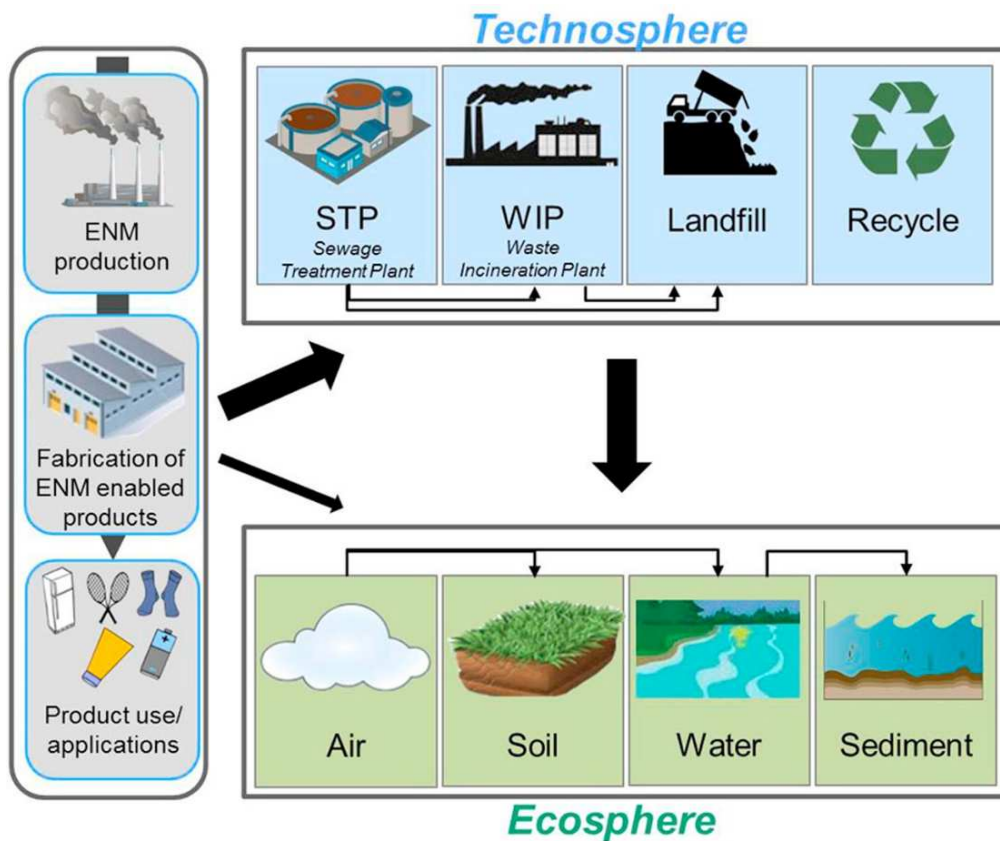 Technosphere
ENM
production
Fabrication of
ENM enabled
products
Product use/
applications
STP
Sewage
Treatment Plant
WIP
Waste
Incineration Plant
Landfill
Recycle
Air
Soil
Water
Sediment
Ecosphere